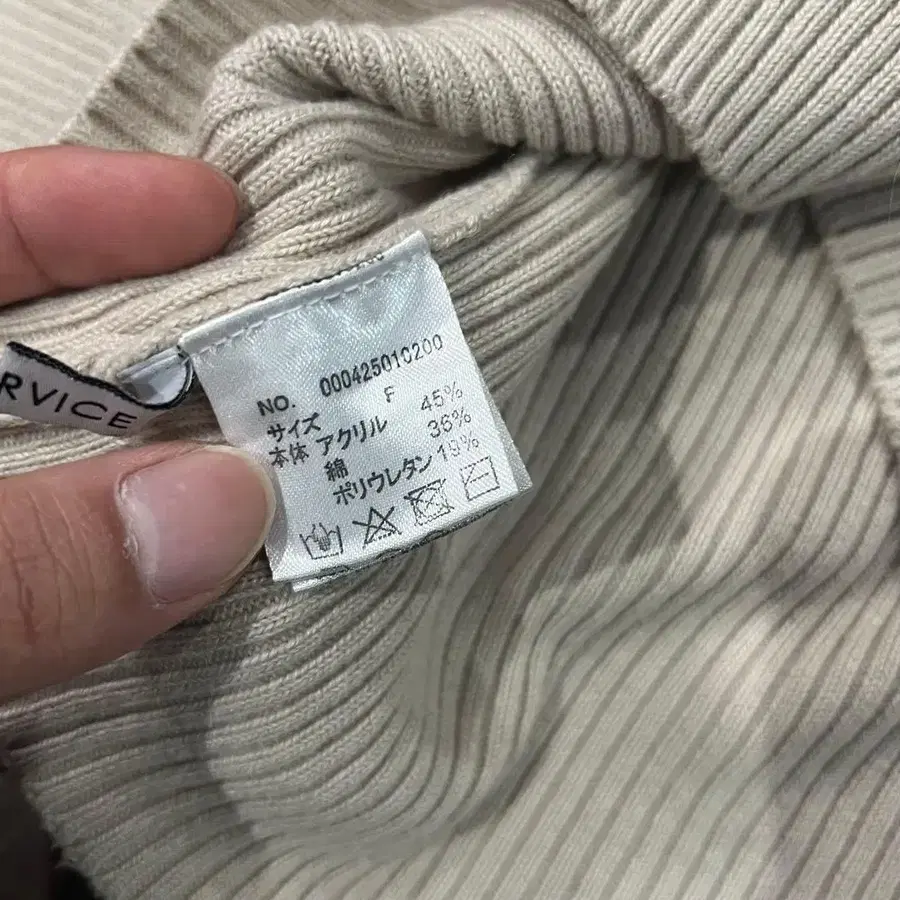 RVICE
NO. 000425010200
サイズ F
本体 アクリル 45%
綿 36%
ポリウレタン 19%